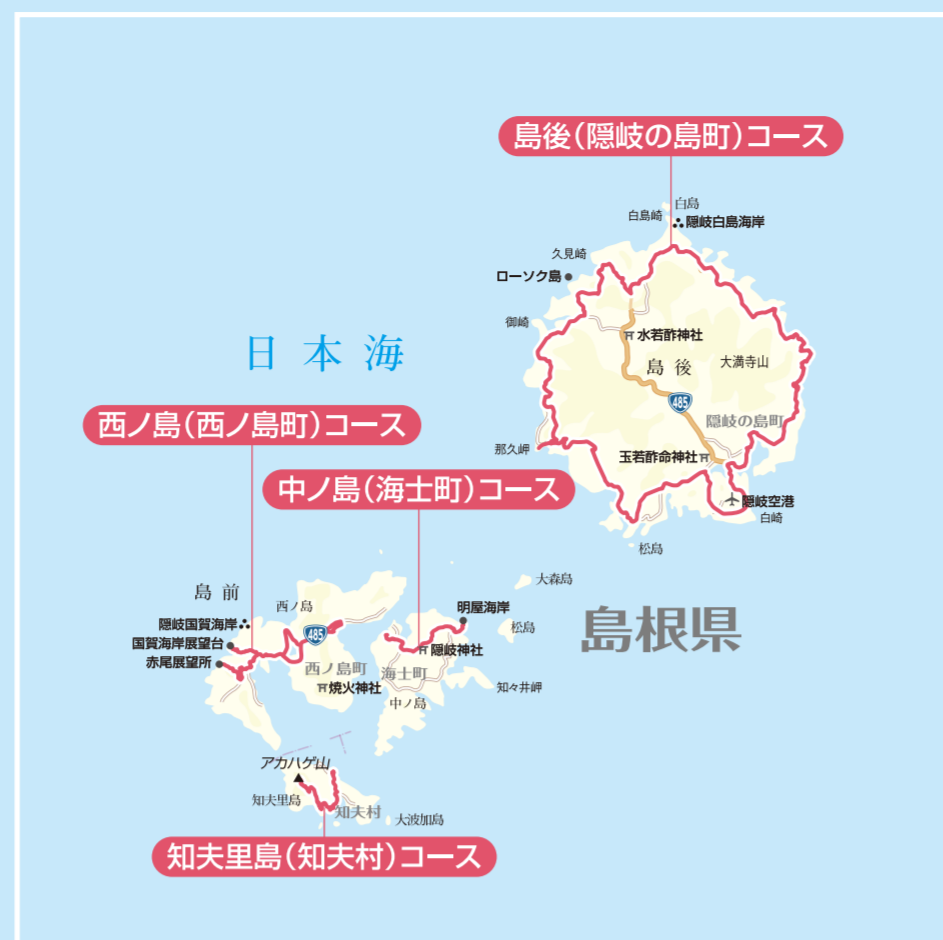 島後(隠岐の島町)コース
白島
白島崎
隠岐白島海岸
久見崎
ローソク島
御崎
水若酢神社
日本海
大満寺山
島後
485
西ノ島(西ノ島町)コース
隠岐の島町
那久岬
玉若酢命神社
中ノ島(海士町)コース
隠岐空港
白崎
松島
大森島
島前
西ノ島
明屋海岸
隠岐国賀海岸
485
松島
島根県
国賀海岸展望台
隠岐神社
赤尾展望所
西ノ島町
海士町
焼火神社
知々井岬
中ノ島
アカハゲ山
知夫里島
知夫村
大波加島
知夫里島(知夫村)コース